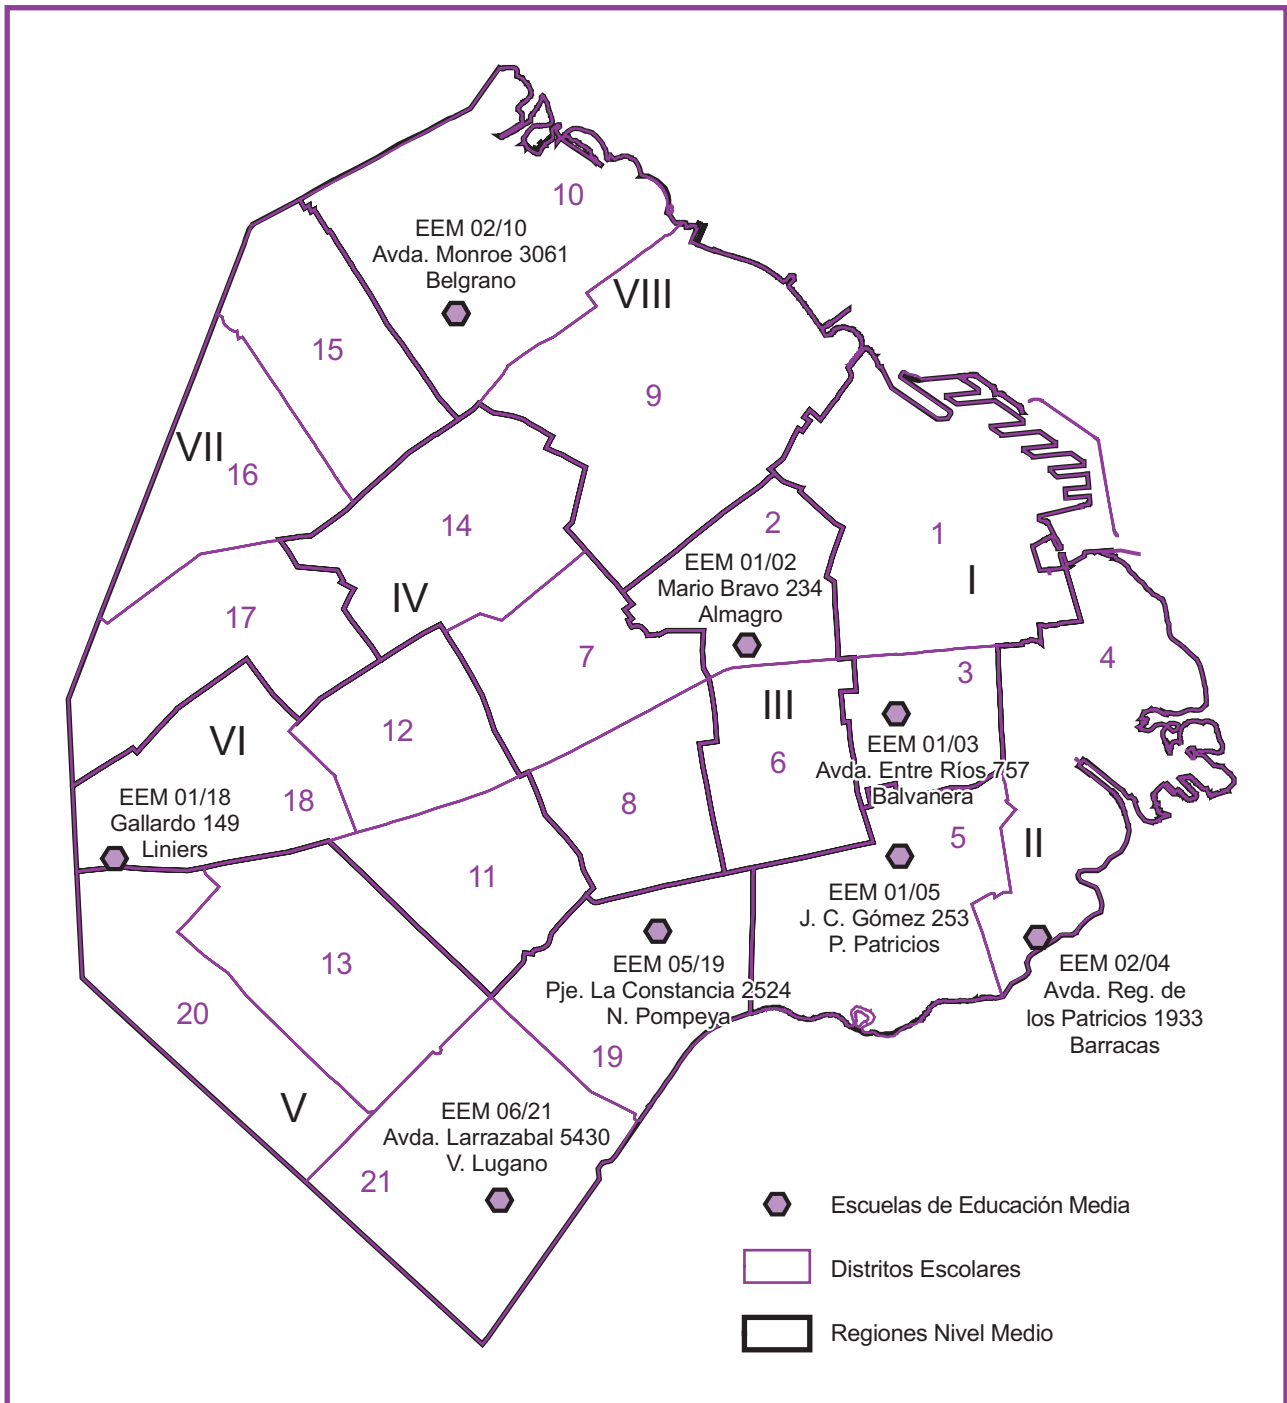 10
EEM 02/10
Avda. Monroe 3061
Belgrano
VIII
15
9
VII
16
14
2
1
EEM 01/02
Mario Bravo 234
Almagro
I
IV
17
7
4
3
III
12
VI
6
EEM 01/03
Avda. Entre Ríos 757
Balvanera
18
EEM 01/18
Gallardo 149
Liniers
8
5
II
11
EEM 01/05
J. C. Gómez 253
P. Patricios
13
EEM 05/19
Pje. La Constancia 2524
N. Pompeya
EEM 02/04
Avda. Reg. de
los Patricios 1933
Barracas
20
19
V
EEM 06/21
Avda. Larrazabal 5430
V. Lugano
21
Escuelas de Educación Media
Distritos Escolares
Regiones Nivel Medio